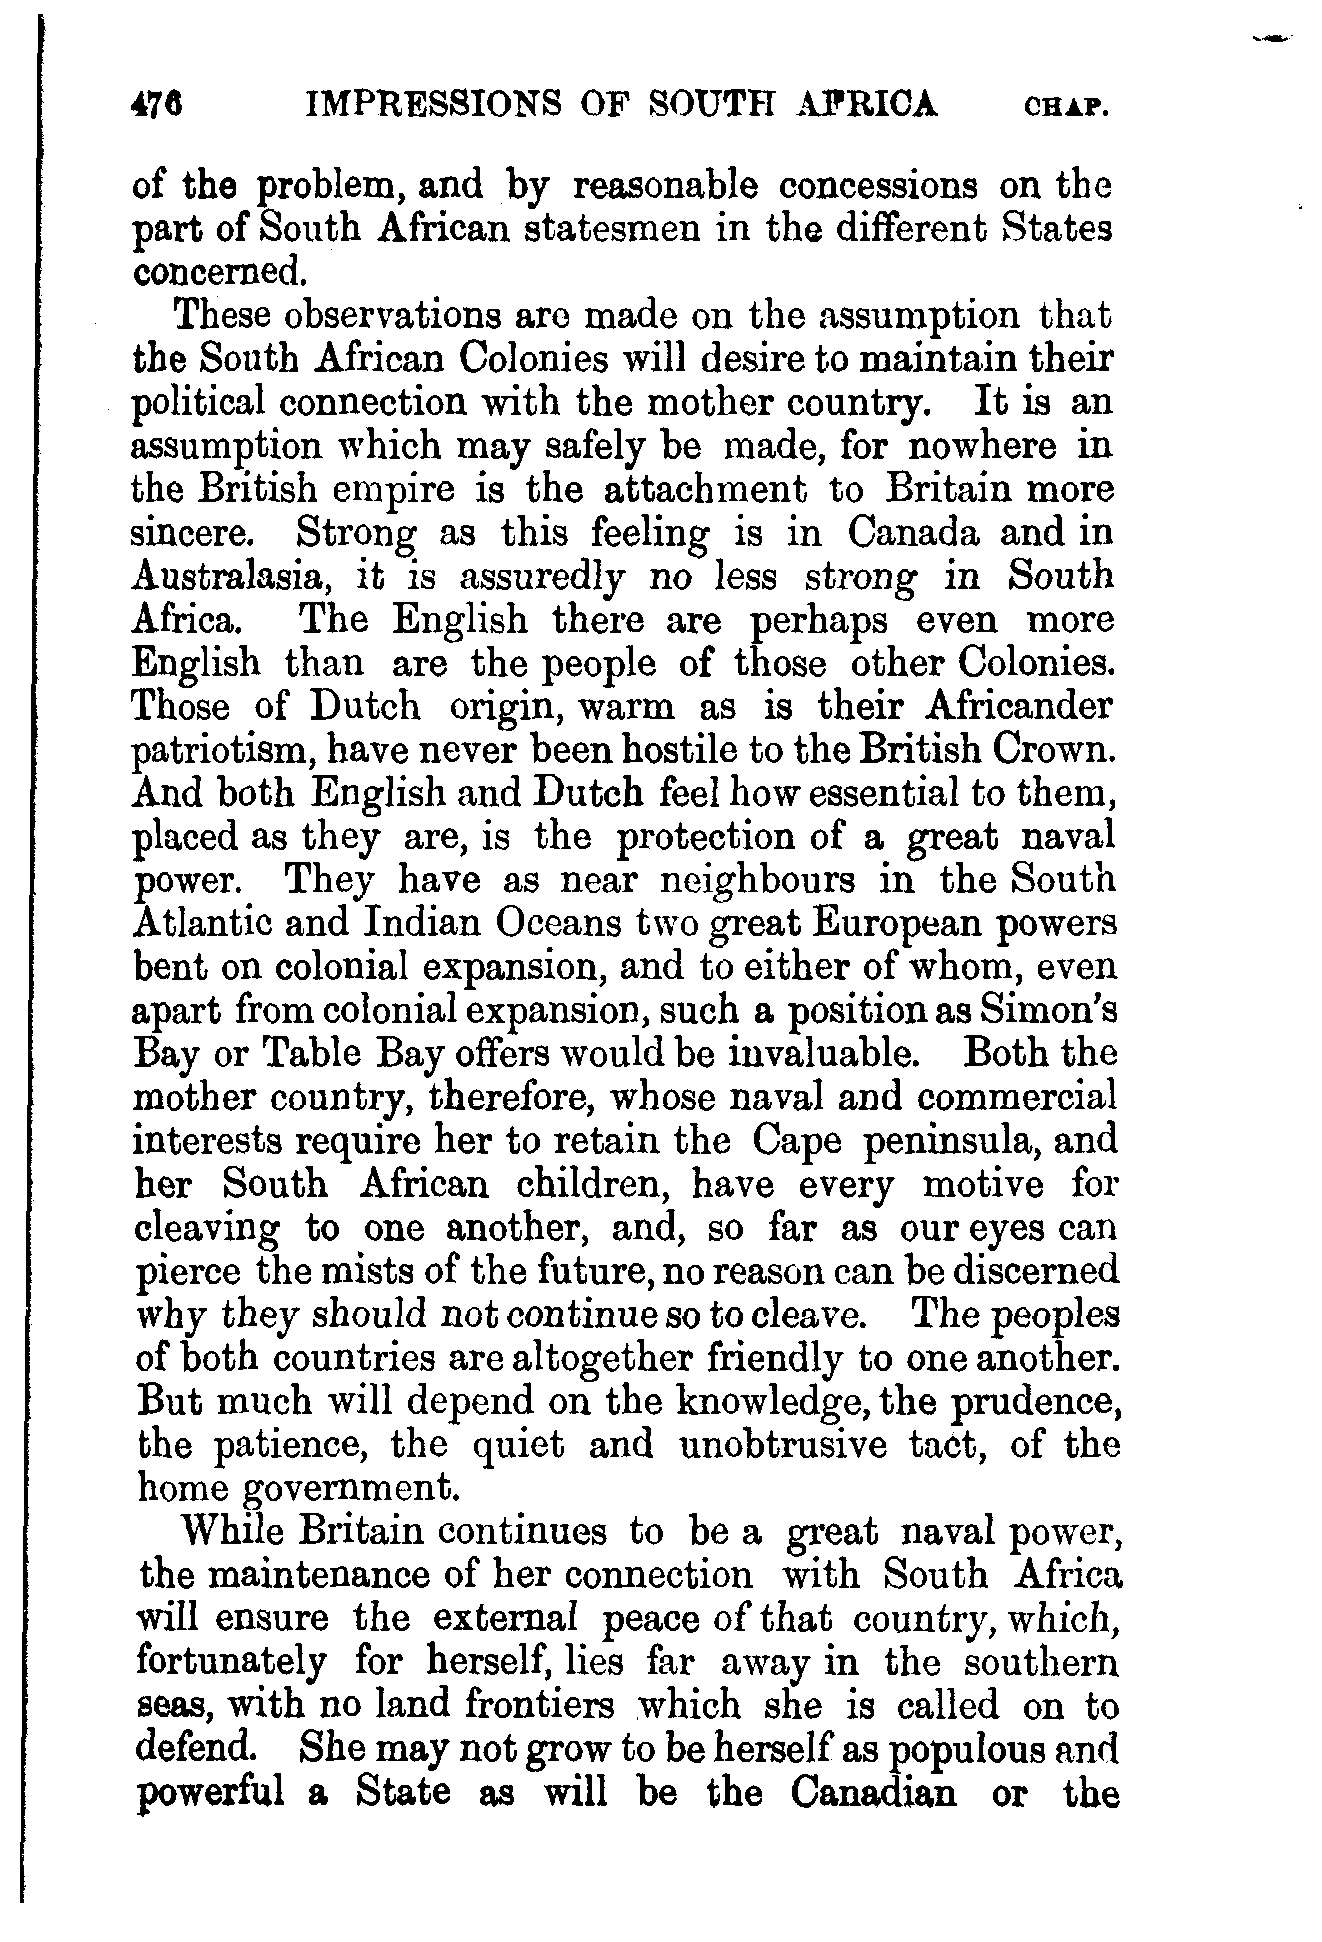 476 IMPRESSIONS OF SOUTH AFRICA CHAP.
of the problem, and by reasonable concessions on the
part of South African statesmen in the different States
concerned.
These observations are made on the assumption that
the South African Colonies will desire to maintain their
political connection with the mother country. It is an
assumption which may safely be made, for nowhere in
the British empire is the attachment to Britain more
sincere. Strong as this feeling is in Canada and in
Australasia, it is assuredly no less strong in South
Africa. The English there are perhaps even more
English than are the people of those other Colonies.
Those of Dutch origin, warm as is their Africander
patriotism, have never been hostile to the British Crown.
And both English and Dutch feel how essential to them,
placed as they are, is the protection of a great naval
power. They have as near neighbours in the South
Atlantic and Indian Oceans two great European powers
bent on colonial expansion, and to either of whom, even
apart from colonial expansion, such a position as Simon's
Bay or Table Bay offers would be invaluable. Both the
mother country, therefore, whose naval and commercial
interests require her to retain the Cape peninsula, and
her South African children, have every motive for
cleaving to one another, and, so far as our eyes can
pierce the mists of the future, no reason can be discerned
why they should not continue so to cleave. The peoples
of both countries are altogether friendly to one another.
But much will depend on the knowledge, the prudence,
the patience, the quiet and unobtrusive tact, of the
home government.
While Britain continues to be a great naval power,
the maintenance of her connection with South Africa
will ensure the external peace of that country, which,
fortunately for herself, lies far away in the southern
seas, with no land frontiers which she is called on to
defend. She may not grow to be herself as populous and
powerful a State as will be the Canadian or the